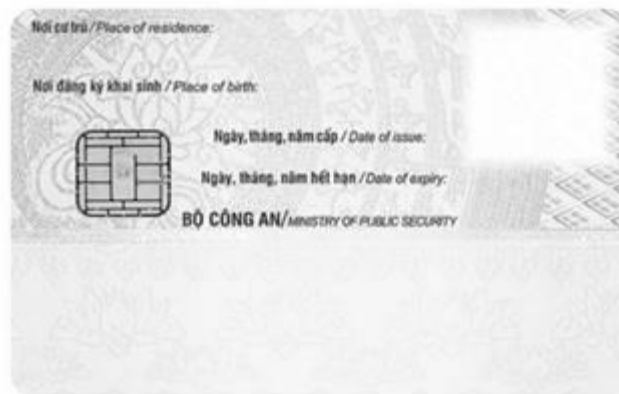 Nơi cư trú / Place of residence:
Nơi đăng ký khai sinh / Place of birth:
Ngày, tháng, năm cấp / Date of issue:
Ngày, tháng, năm hết hạn / Date of expiry:
BỘ CÔNG AN/MINISTRY OF PUBLIC SECURITY